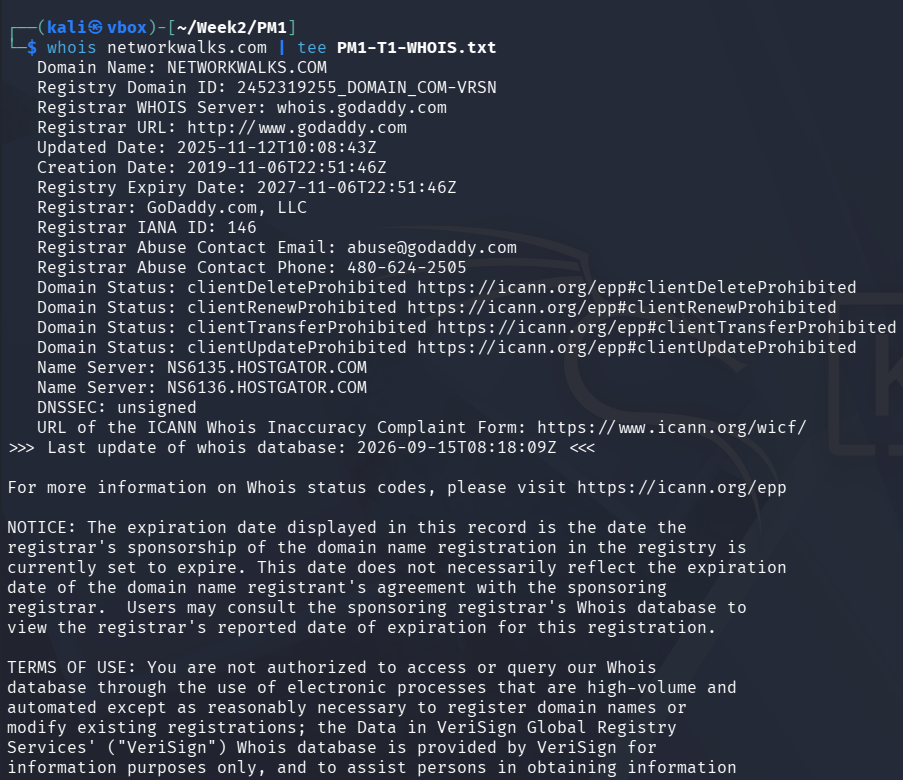 ┌──(kali㉿vbox)-[~/Week2/PM1]
└─$ whois networkwalks.com | tee PM1-T1-WHOIS.txt
Domain Name: NETWORKWALKS.COM
Registry Domain ID: 2452319255_DOMAIN_COM-VRSN
Registrar WHOIS Server: whois.godaddy.com
Registrar URL: http://www.godaddy.com
Updated Date: 2025-11-12T10:08:43Z
Creation Date: 2019-11-06T22:51:46Z
Registry Expiry Date: 2027-11-06T22:51:46Z
Registrar: GoDaddy.com, LLC
Registrar IANA ID: 146
Registrar Abuse Contact Email: abuse@godaddy.com
Registrar Abuse Contact Phone: 480-624-2505
Domain Status: clientDeleteProhibited https://icann.org/epp#clientDeleteProhibited
Domain Status: clientRenewProhibited https://icann.org/epp#clientRenewProhibited
Domain Status: clientTransferProhibited https://icann.org/epp#clientTransferProhibited
Domain Status: clientUpdateProhibited https://icann.org/epp#clientUpdateProhibited
Name Server: NS6135.HOSTGATOR.COM
Name Server: NS6136.HOSTGATOR.COM
DNSSEC: unsigned
URL of the ICANN Whois Inaccuracy Complaint Form: https://www.icann.org/wicf/
>>> Last update of whois database: 2026-09-15T08:18:09Z <<<
For more information on Whois status codes, please visit https://icann.org/epp
NOTICE: The expiration date displayed in this record is the date the
registrar's sponsorship of the domain name registration in the registry is
currently set to expire. This date does not necessarily reflect the expiration
date of the domain name registrant's agreement with the sponsoring
registrar.  Users may consult the sponsoring registrar's Whois database to
view the registrar's reported date of expiration for this registration.
TERMS OF USE: You are not authorized to access or query our Whois
database through the use of electronic processes that are high-volume and
automated except as reasonably necessary to register domain names or
modify existing registrations; the Data in VeriSign Global Registry
Services' ("VeriSign") Whois database is provided by VeriSign for
information purposes only, and to assist persons in obtaining information